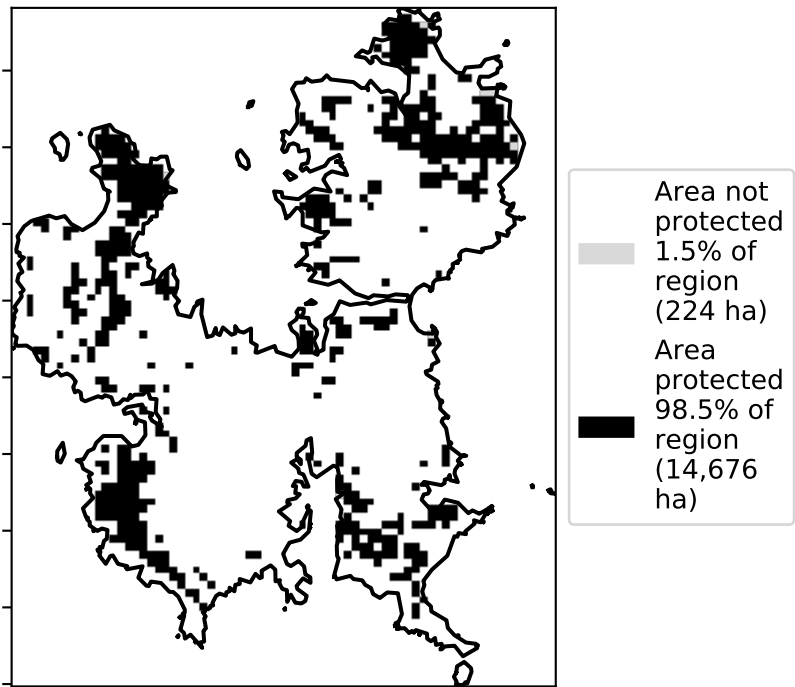 Area not
protected
1.5% of
region
(224 ha)
Area
protected
98.5% of
region
(14,676
ha)